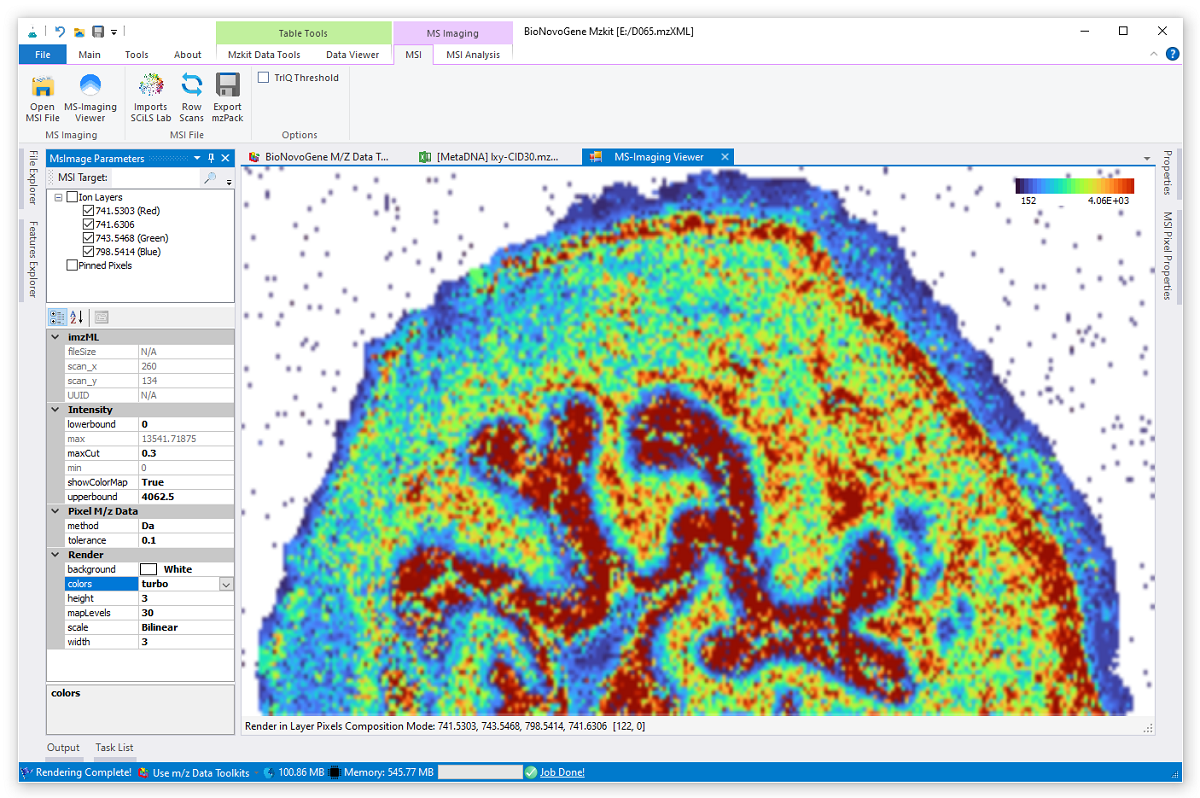 Table Tools
MS Imaging
BioNovoGene Mzkit [E:/D065.mzXML]
File
Main
Tools
About
Mzkit Data Tools
Data Viewer
MSI
MSI Analysis
Open MSI File
MS-Imaging Viewer
Imports SCiLS Lab
Row Scans
Export mzPack
TrIQ Threshold
MS Imaging
MSI File
Options
File Explorer
Features Explorer
MsImage Parameters
BioNovoGene M/Z Data T...
[MetaDNA] lxy-CID30.mz...
MS-Imaging Viewer
Properties
MSI Pixel Properties
MSI Target:
Ion Layers
741.5303 (Red)
741.6306
743.5468 (Green)
798.5414 (Blue)
Pinned Pixels
152
4.06E+03
imzML
fileSize N/A
scan_x 260
scan_y 134
UUID N/A
Intensity
lowerbound 0
max 13541.71875
maxCut 0.3
min 0
showColorMap True
upperbound 4062.5
Pixel M/z Data
method Da
tolerance 0.1
Render
background White
colors turbo
height 3
mapLevels 30
scale Bilinear
width 3
colors
Render in Layer Pixels Composition Mode: 741.5303, 743.5468, 798.5414, 741.6306 [122, 0]
Output
Task List
Rendering Complete!
Use m/z Data Toolkits
100.86 MB
Memory: 545.77 MB
Job Done!